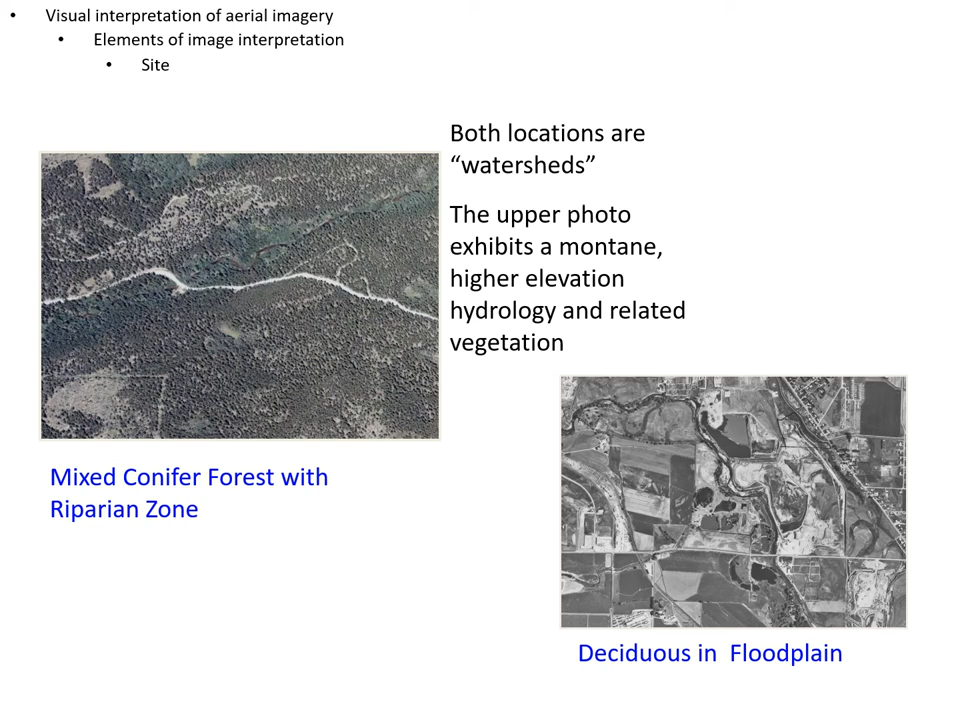 • Visual interpretation of aerial imagery
• Elements of image interpretation
• Site
Both locations are
“watersheds”
The upper photo
exhibits a montane,
higher elevation
hydrology and related
vegetation
Mixed Conifer Forest with
Riparian Zone
Deciduous in  Floodplain